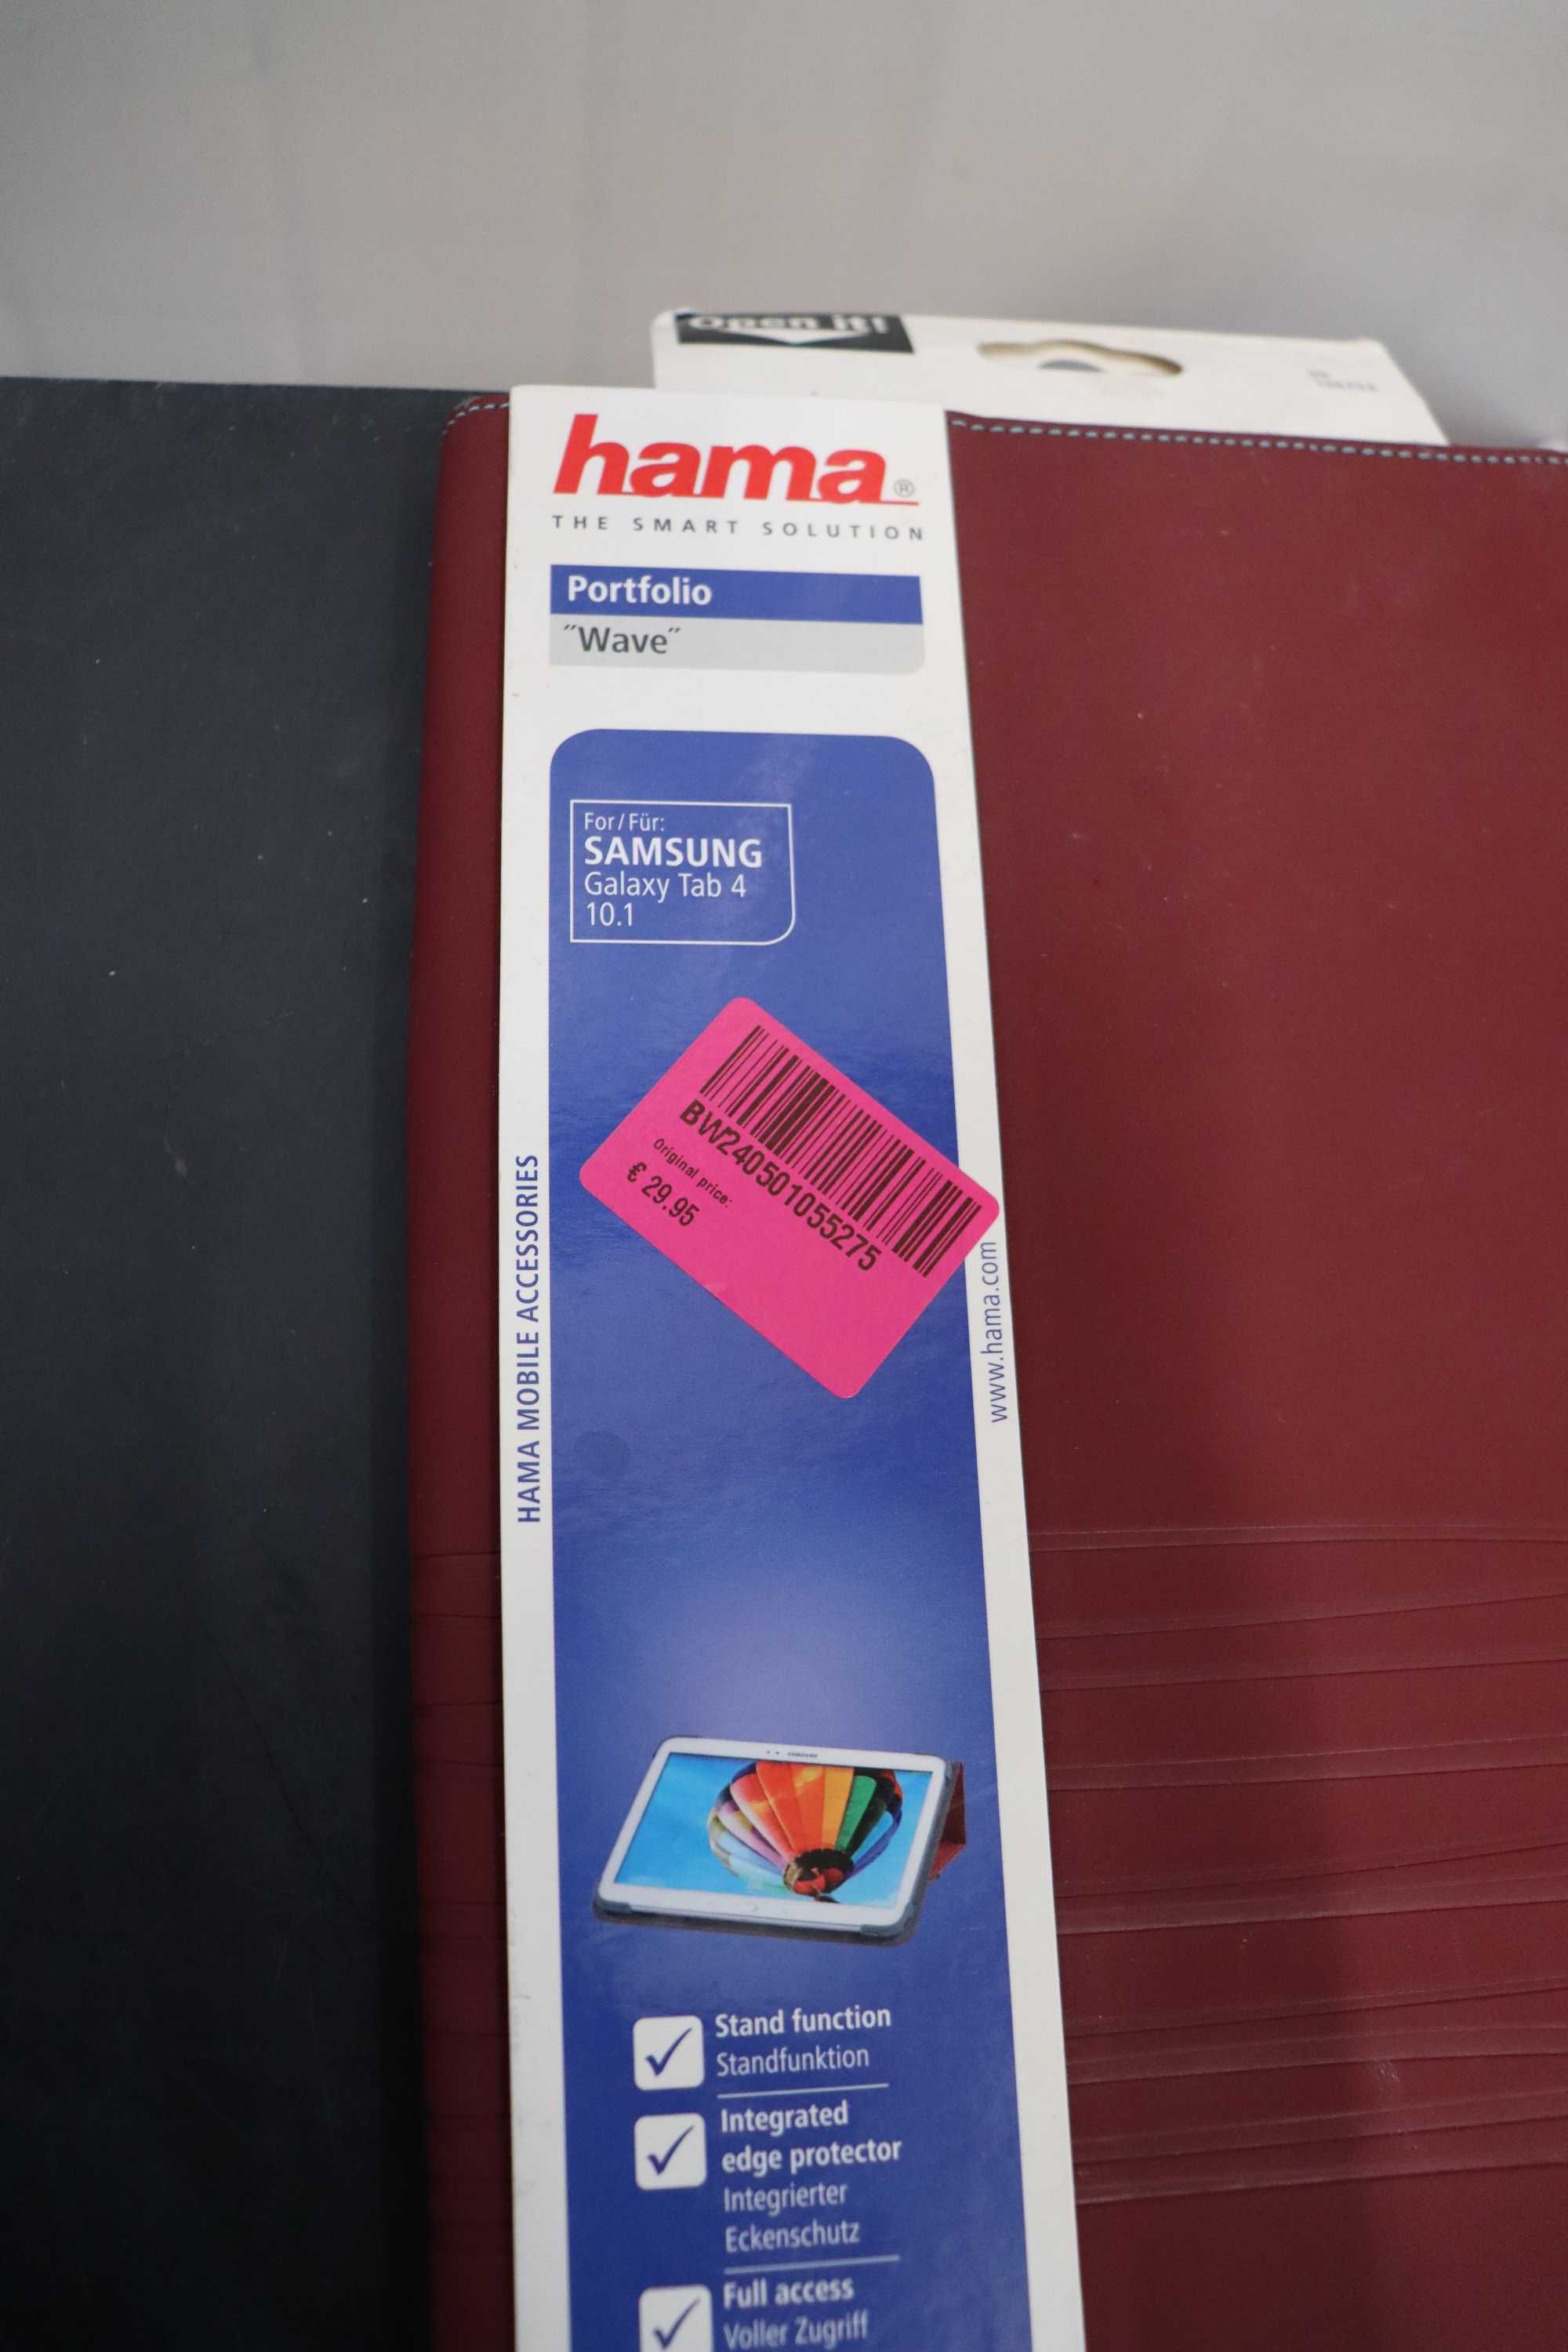 Open it!
hama®
THE SMART SOLUTION
Portfolio
"Wave"
For/Für:
SAMSUNG
Galaxy Tab 4
10.1
BW240501055275
Original price:
€ 29.95
HAMA MOBILE ACCESSORIES
www.hama.com
SAMSUNG
Stand function
Standfunktion
Integrated
edge protector
Integrierter
Eckenschutz
Full access
Voller Zugriff